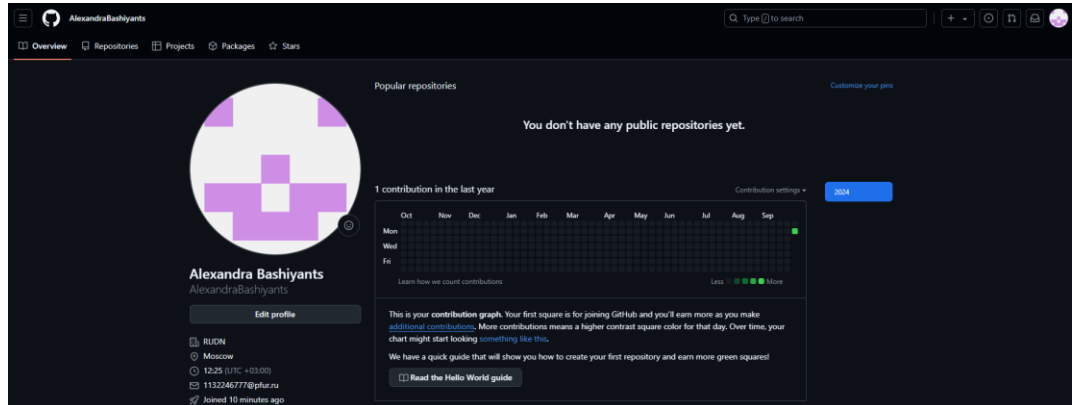 AlexandraBashiyants
Type / to search
Overview Repositories Projects Packages Stars
Popular repositories
Customize your pins
You don't have any public repositories yet.
1 contribution in the last year
Contribution settings
2024
Oct Nov Dec Jan Feb Mar Apr May Jun Jul Aug Sep
Mon
Wed
Fri
Learn how we count contributions
Less More
Alexandra Bashiyants
AlexandraBashiyants
Edit profile
RUDN
Moscow
12:25 (UTC +03:00)
1132246777@pfur.ru
Joined 10 minutes ago
This is your contribution graph. Your first square is for joining GitHub and you'll earn more as you make
additional contributions. More contributions means a higher contrast square color for that day. Over time, your
chart might start looking something like this.
We have a quick guide that will show you how to create your first repository and earn more green squares!
Read the Hello World guide